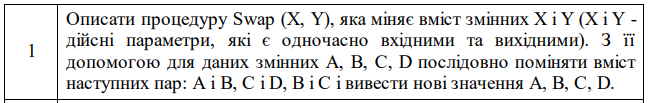 Описати процедуру Swap (X, Y), яка міняє вміст змінних X і Y (X і Y -
дійсні параметри, які є одночасно вхідними та вихідними). З її
1
допомогою для даних змінних A, B, C, D послідовно поміняти вміст
наступних пар: A і B, C і D, B і C і вивести нові значення A, B, C, D.